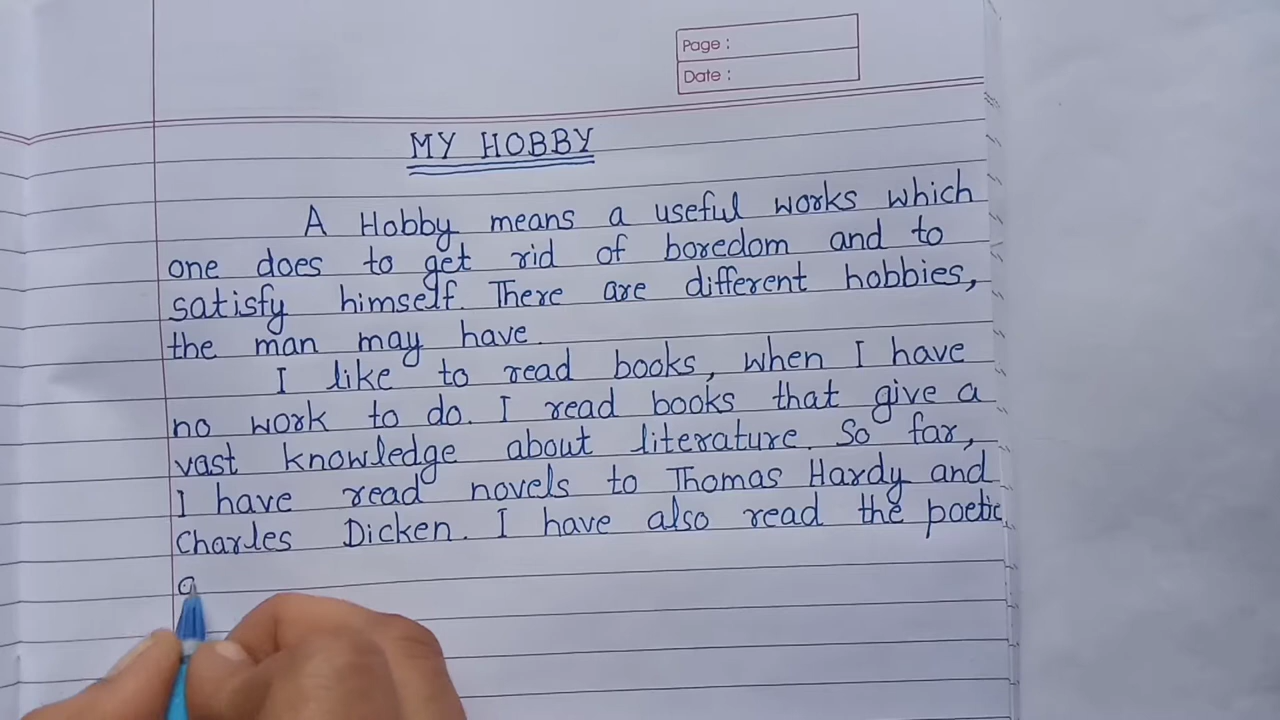 Page :
Date :
MY HOBBY
A Hobby means a useful works which
one does to get rid of boredom and to
satisfy himself. There are different hobbies,
the man may have.
I like to read books, when I have
no work to do. I read books that give a
vast knowledge about literature. So far,
I have read novels to Thomas Hardy and
Charles Dicken. I have also read the poetic